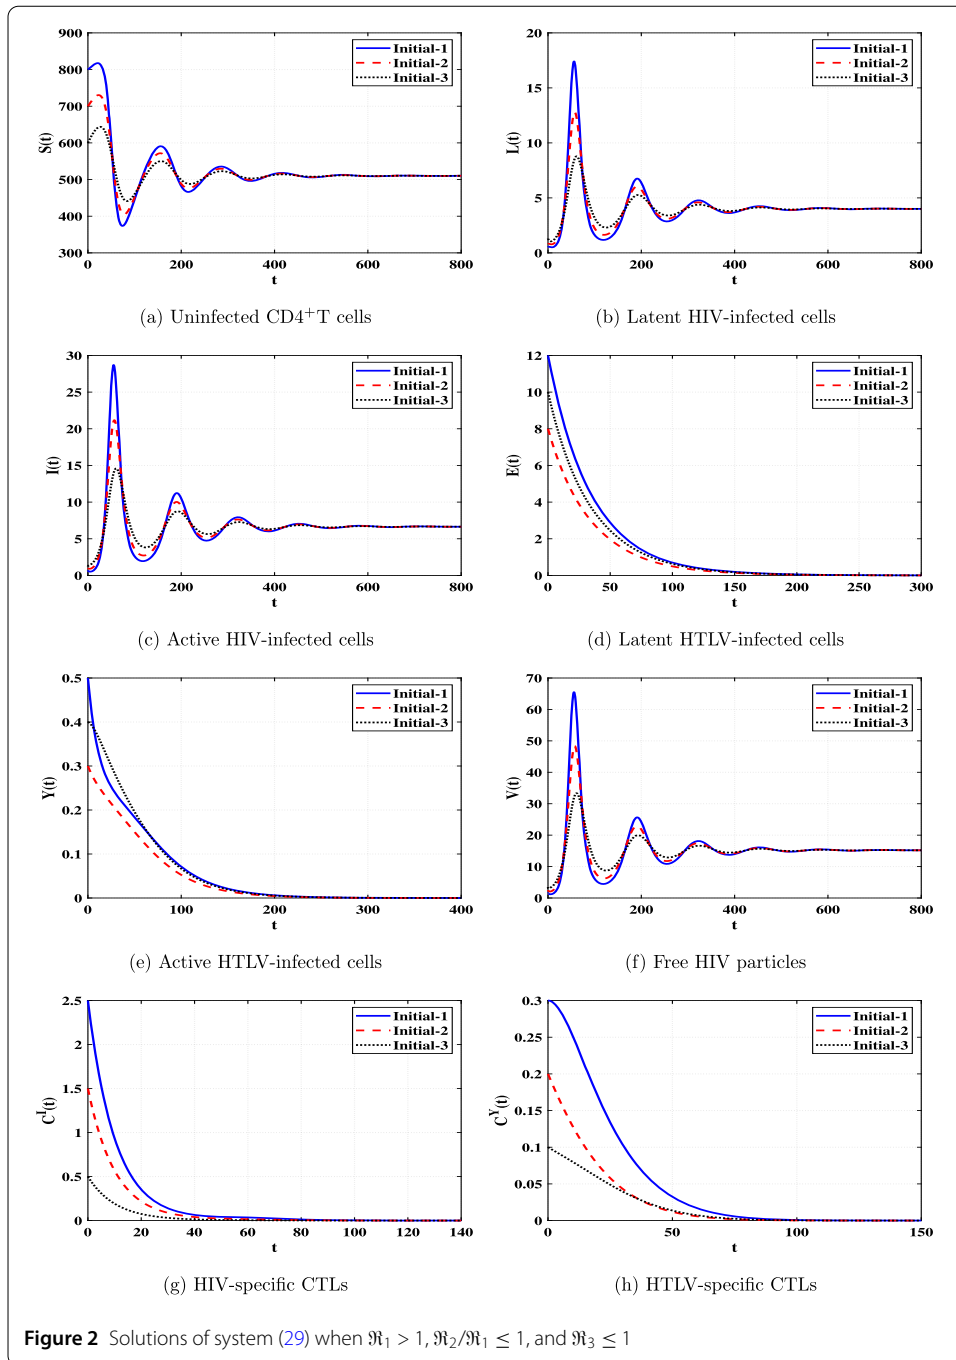 900
800
700
600
500
400
300
S(t)
0 200 400 600 800
t
Initial-1
Initial-2
Initial-3
(a) Uninfected CD4+T cells
20
15
10
5
0
L(t)
0 200 400 600 800
t
Initial-1
Initial-2
Initial-3
(b) Latent HIV-infected cells
30
25
20
15
10
5
0
I(t)
0 200 400 600 800
t
Initial-1
Initial-2
Initial-3
(c) Active HIV-infected cells
12
10
8
6
4
2
0
E(t)
0 50 100 150 200 250 300
t
Initial-1
Initial-2
Initial-3
(d) Latent HTLV-infected cells
0.5
0.4
0.3
0.2
0.1
0
Y(t)
0 100 200 300 400
t
Initial-1
Initial-2
Initial-3
(e) Active HTLV-infected cells
70
60
50
40
30
20
10
0
V(t)
0 200 400 600 800
t
Initial-1
Initial-2
Initial-3
(f) Free HIV particles
2.5
2
1.5
1
0.5
0
C^I(t)
0 20 40 60 80 100 120 140
t
Initial-1
Initial-2
Initial-3
(g) HIV-specific CTLs
0.3
0.2
0.1
0
C^Y(t)
0 50 100 150
t
Initial-1
Initial-2
Initial-3
(h) HTLV-specific CTLs
Figure 2 Solutions of system (29) when ℜ₁ > 1, ℜ₂/ℜ₁ ≤ 1, and ℜ₃ ≤ 1